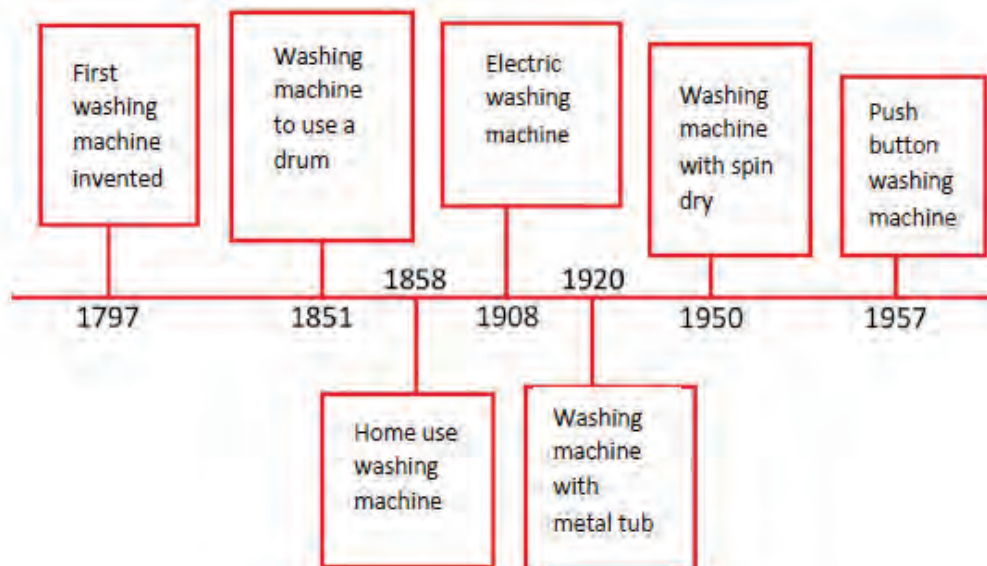 First
washing
machine
invented
Washing
machine
to use a
drum
Electric
washing
machine
Washing
machine
with spin
dry
Push
button
washing
machine
1858
1920
1797
1851
1908
1950
1957
Home use
washing
machine
Washing
machine
with
metal tub